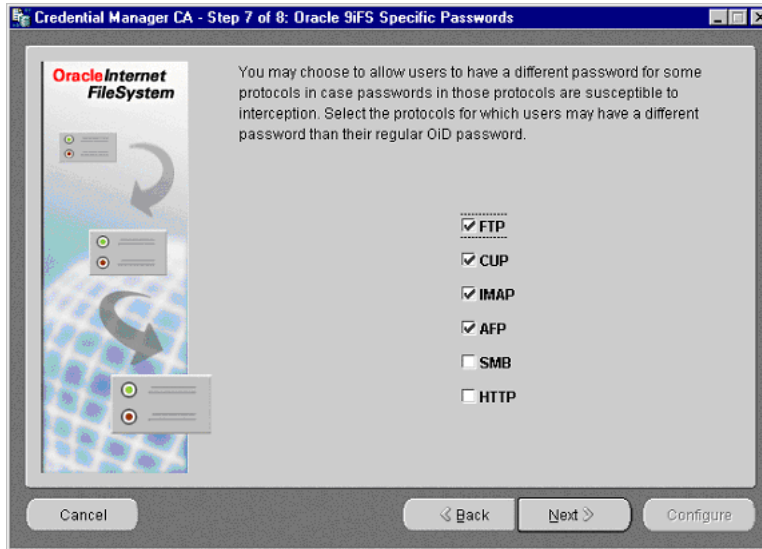 Credential Manager CA - Step 7 of 8: Oracle 9iFS Specific Passwords
Oracle Internet
FileSystem
You may choose to allow users to have a different password for some
protocols in case passwords in those protocols are susceptible to
interception. Select the protocols for which users may have a different
password than their regular OiD password.
FTP
CUP
IMAP
AFP
SMB
HTTP
Cancel
Back
Next
Configure